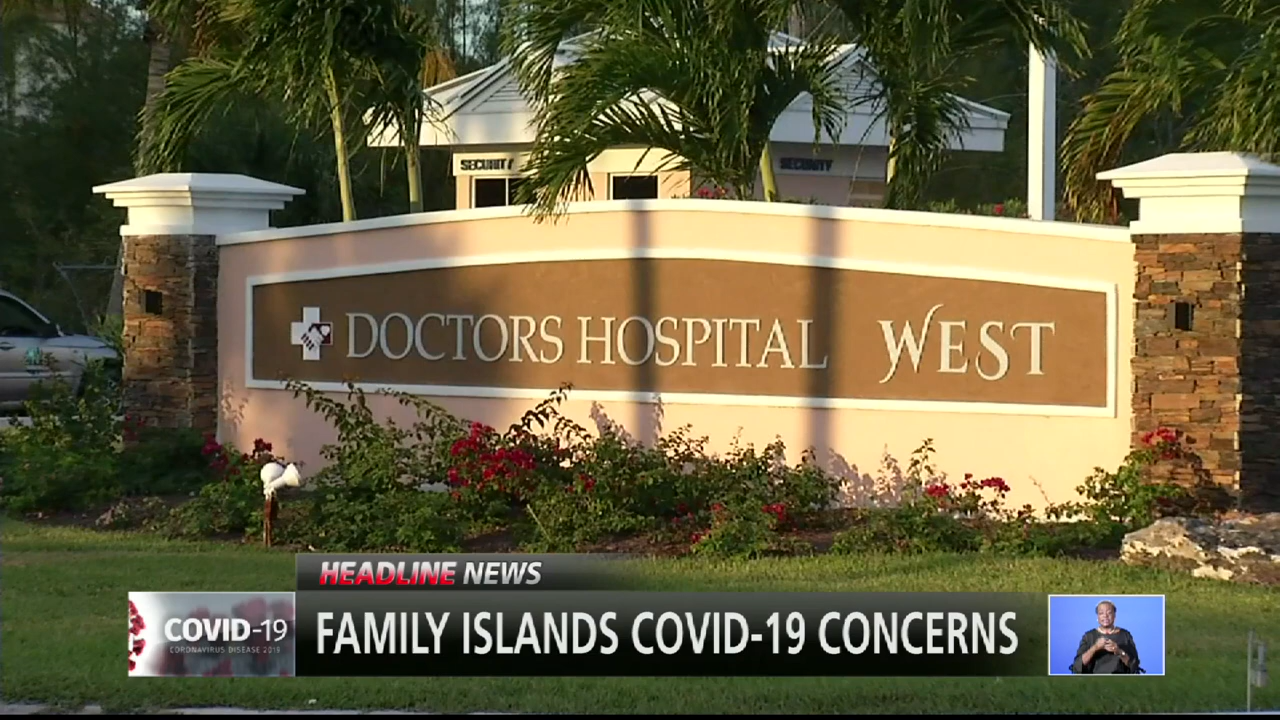 SECURITY SECURITY
DOCTORS HOSPITAL WEST
HEADLINE NEWS
COVID-19
CORONAVIRUS DISEASE 2019
FAMILY ISLANDS COVID-19 CONCERNS